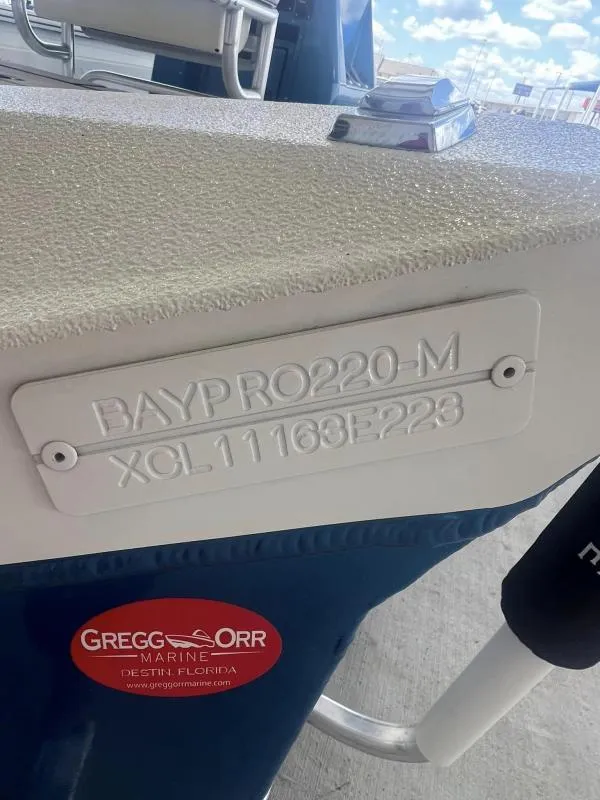 BAYPRO220-M
XCL11163E223
GREGG ORR
MARINE
DESTIN, FLORIDA
www.greggorrmarine.com